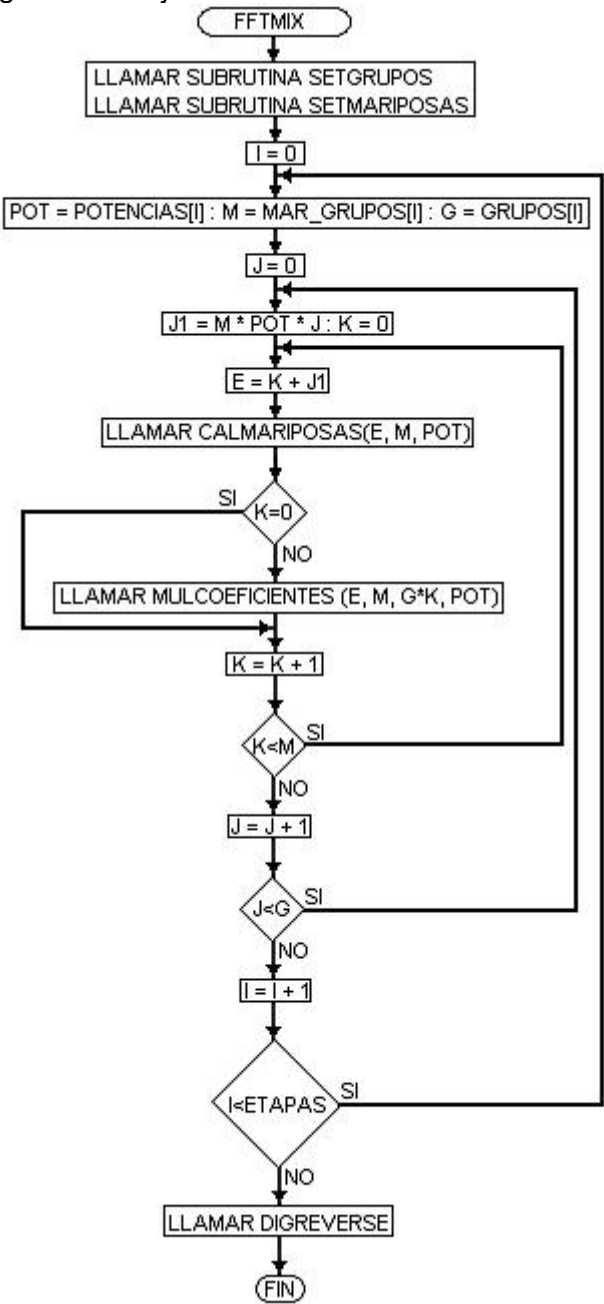 FFTMIX
LLAMAR SUBRUTINA SETGRUPOS
LLAMAR SUBRUTINA SETMARIPOSAS
I = 0
POT = POTENCIAS[I] : M = MAR_GRUPOS[I] : G = GRUPOS[I]
J = 0
J1 = M * POT * J : K = 0
E = K + J1
LLAMAR CALMARIPOSAS(E, M, POT)
SI
K=0
NO
LLAMAR MULCOEFICIENTES (E, M, G*K, POT)
K = K + 1
SI
K<M
NO
J = J + 1
SI
J<G
NO
I = I + 1
SI
I<ETAPAS
NO
LLAMAR DIGREVERSE
FIN